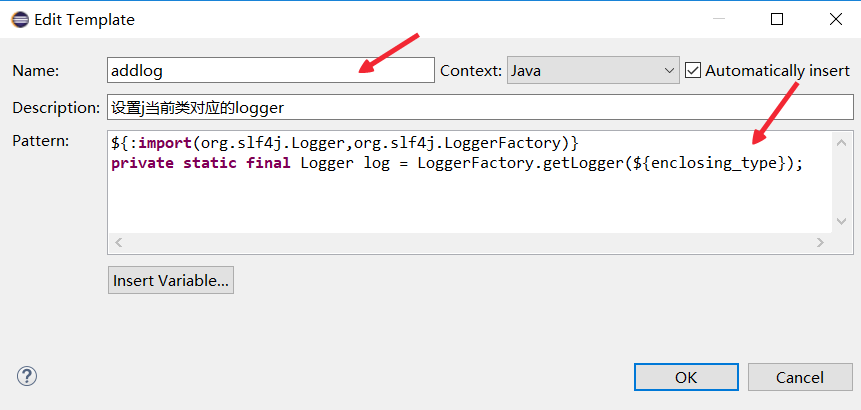 Edit Template
Name: addlog Context: Java Automatically insert
Description: 设置j当前类对应的logger
Pattern: ${:import(org.slf4j.Logger,org.slf4j.LoggerFactory)}
private static final Logger log = LoggerFactory.getLogger(${enclosing_type});
Insert Variable...
OK Cancel